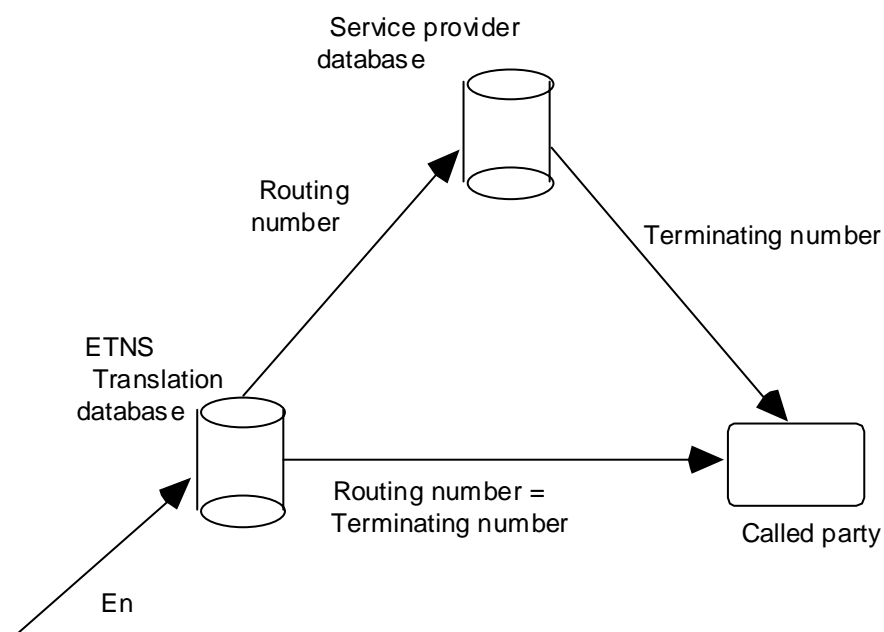 Service provider
database
Routing
number
Terminating number
ETNS
Translation
database
Routing number =
Terminating number
Called party
En